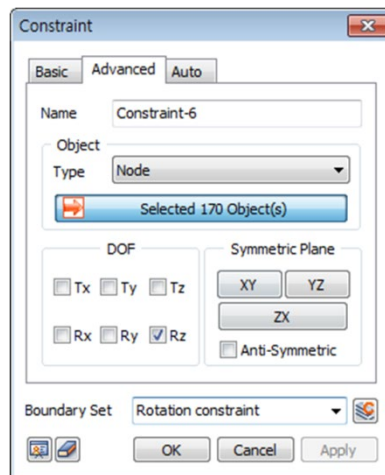 Constraint
Basic Advanced Auto
Name Constraint-6
Object
Type Node
Selected 170 Object(s)
DOF Symmetric Plane
Tx Ty Tz XY YZ
ZX
Rx Ry Rz
Anti-Symmetric
Boundary Set Rotation constraint
OK Cancel Apply